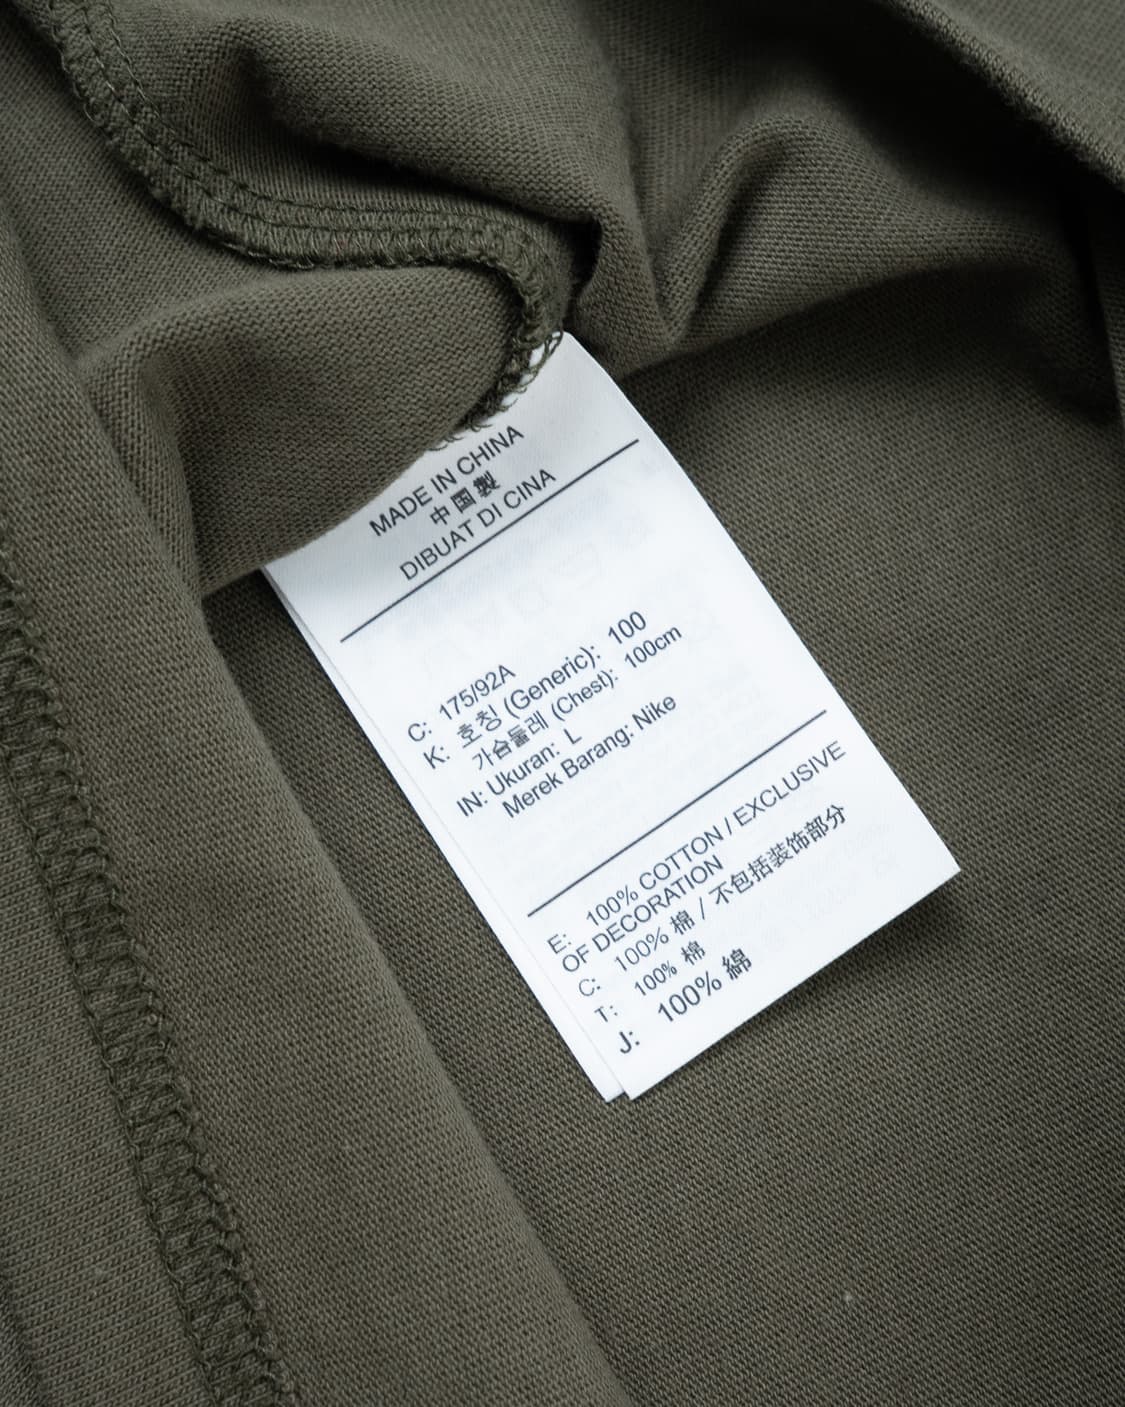 MADE IN CHINA
中国製
DIBUAT DI CINA
C: 175/92A
K: 호칭 (Generic): 100
가슴둘레 (Chest): 100cm
IN: Ukuran: L
Merek Barang: Nike
E: 100% COTTON / EXCLUSIVE
OF DECORATION
C: 100% 棉 / 不包括装饰部分
T: 100% 棉
J: 100% 綿